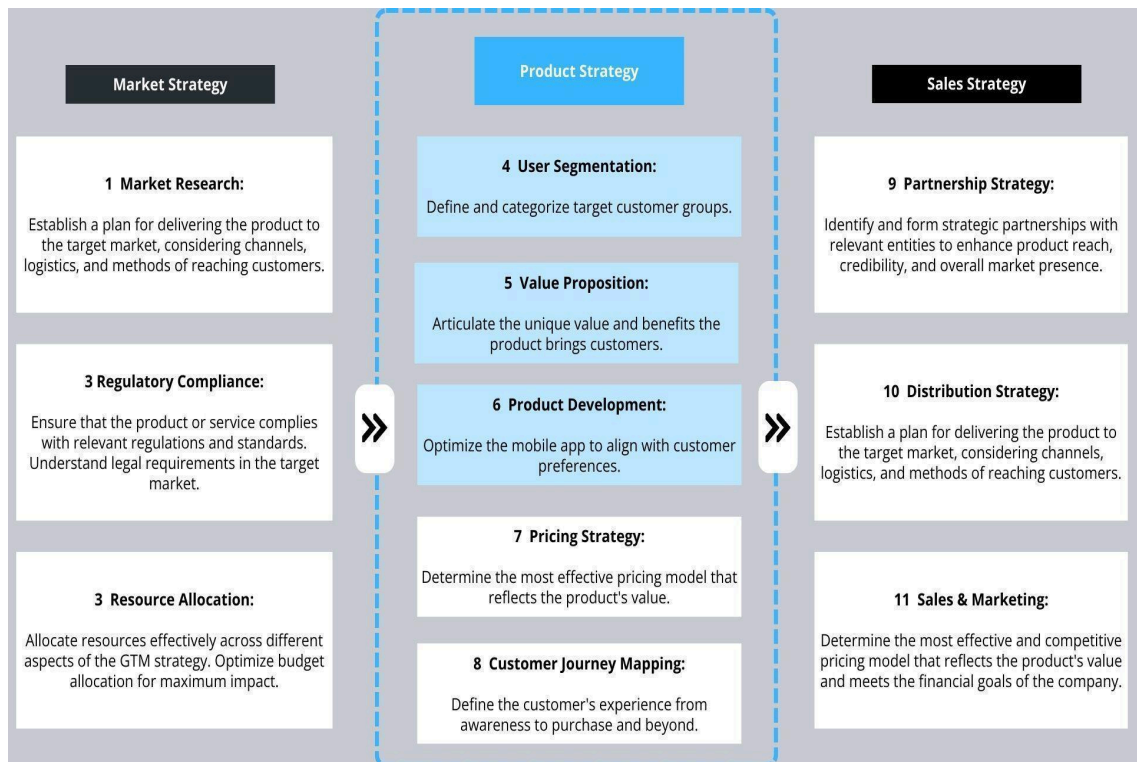 Market Strategy
1 Market Research:
Establish a plan for delivering the product to
the target market, considering channels,
logistics, and methods of reaching customers.
3 Regulatory Compliance:
Ensure that the product or service complies
with relevant regulations and standards.
Understand legal requirements in the target
market.
3 Resource Allocation:
Allocate resources effectively across different
aspects of the GTM strategy. Optimize budget
allocation for maximum impact.
Product Strategy
4 User Segmentation:
Define and categorize target customer groups.
5 Value Proposition:
Articulate the unique value and benefits the
product brings customers.
6 Product Development:
Optimize the mobile app to align with customer
preferences.
7 Pricing Strategy:
Determine the most effective pricing model that
reflects the product's value.
8 Customer Journey Mapping:
Define the customer's experience from
awareness to purchase and beyond.
Sales Strategy
9 Partnership Strategy:
Identify and form strategic partnerships with
relevant entities to enhance product reach,
credibility, and overall market presence.
10 Distribution Strategy:
Establish a plan for delivering the product to
the target market, considering channels,
logistics, and methods of reaching customers.
11 Sales & Marketing:
Determine the most effective and competitive
pricing model that reflects the product's value
and meets the financial goals of the company.